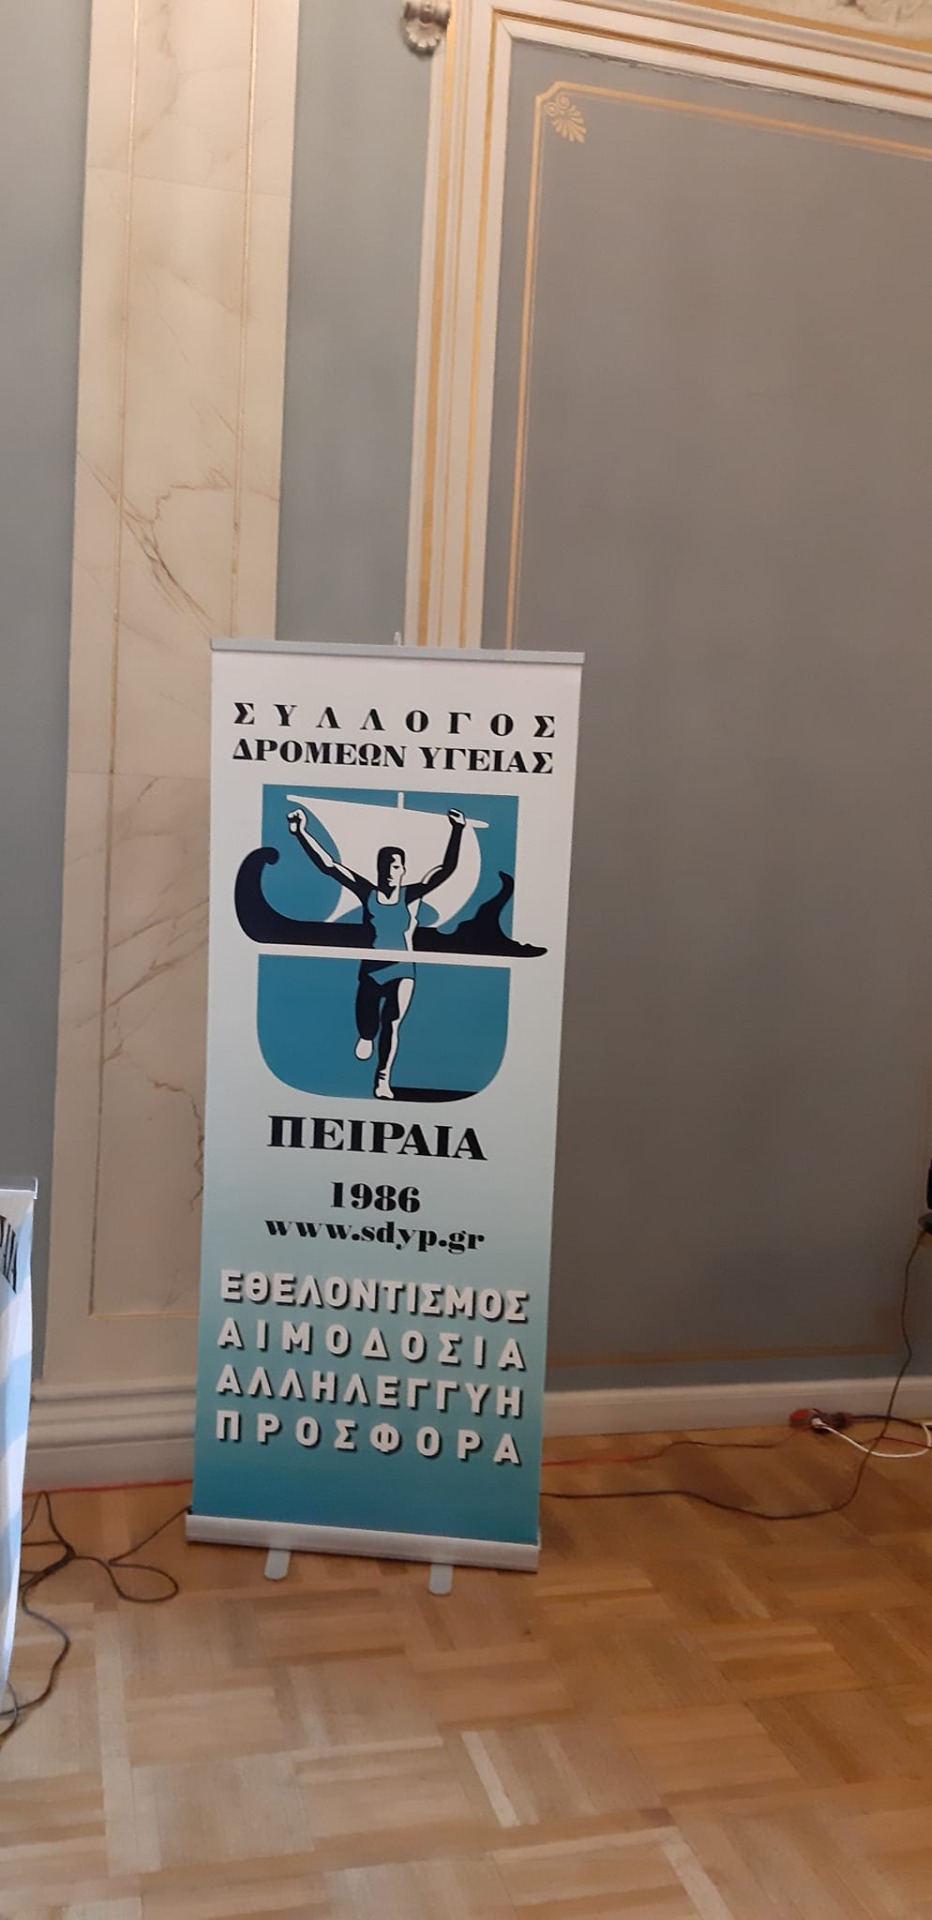 ΣΥΛΛΟΓΟΣ
ΔΡΟΜΕΩΝ ΥΓΕΙΑΣ
ΠΕΙΡΑΙΑ
1986
www.sdyp.gr
ΕΘΕΛΟΝΤΙΣΜΟΣ
ΑΙΜΟΔΟΣΙΑ
ΑΛΛΗΛΕΓΓΥΗ
ΠΡΟΣΦΟΡΑ